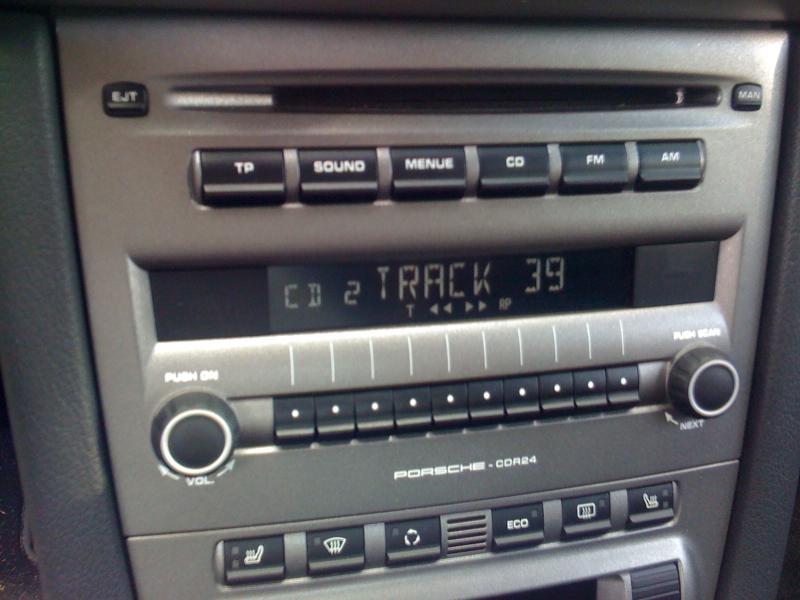 EJT
MAN
TP SOUND MENUE CD FM AM
CD 2 TRACK 39
T RP
PUSH ON
PUSH SCAN
VOL.
NEXT
PORSCHE - CDR24
ECO